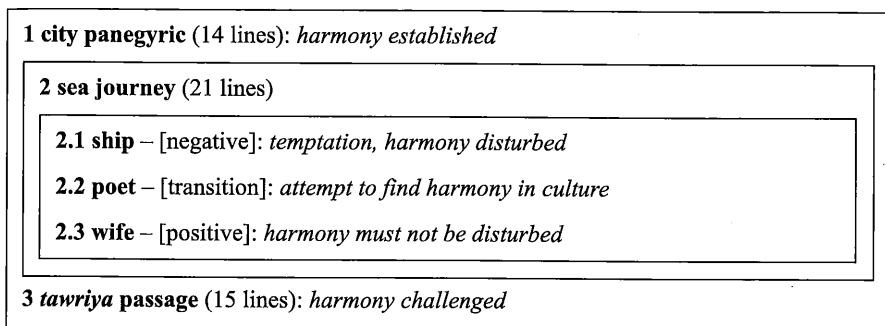 1 city panegyric (14 lines): harmony established
2 sea journey (21 lines)
2.1 ship – [negative]: temptation, harmony disturbed
2.2 poet – [transition]: attempt to find harmony in culture
2.3 wife – [positive]: harmony must not be disturbed
3 tawriya passage (15 lines): harmony challenged